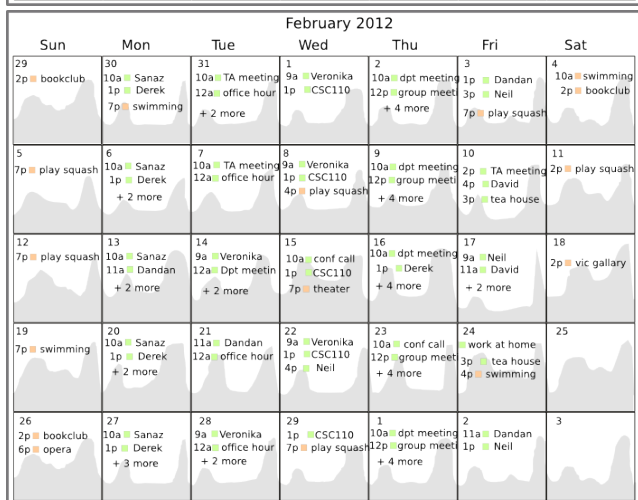 February 2012
Sun Mon Tue Wed Thu Fri Sat
29
2p bookclub
30
10a Sanaz
1p Derek
7p swimming
31
10a TA meeting
12a office hour
+ 2 more
1
9a Veronika
1p CSC110
2
10a dpt meeting
12p group meeti
+ 4 more
3
1p Dandan
3p Neil
7p play squash
4
10a swimming
2p bookclub
5
7p play squash
6
10a Sanaz
1p Derek
+ 2 more
7
10a TA meeting
12a office hour
8
9a Veronika
1p CSC110
4p play squash
9
10a dpt meeting
12p group meeti
+ 4 more
10
2p TA meeting
4p David
3p tea house
11
2p play squash
12
7p play squash
13
10a Sanaz
11a Dandan
+ 2 more
14
9a Veronika
12a Dpt meetin
+ 2 more
15
10a conf call
1p CSC110
7p theater
16
10a dpt meeting
1p Derek
+ 4 more
17
9a Neil
11a David
+ 2 more
18
2p vic gallary
19
7p swimming
20
10a Sanaz
1p Derek
+ 2 more
21
11a Dandan
12a office hour
22
9a Veronika
1p CSC110
4p Neil
23
10a conf call
12p group meeti
+ 4 more
24
work at home
3p tea house
4p swimming
25
26
2p bookclub
6p opera
27
10a Sanaz
1p Derek
+ 3 more
28
9a Veronika
12a office hour
+ 2 more
29
1p CSC110
7p play squash
1
10a dpt meeting
12p group meeti
+ 4 more
2
11a Dandan
1p Neil
3